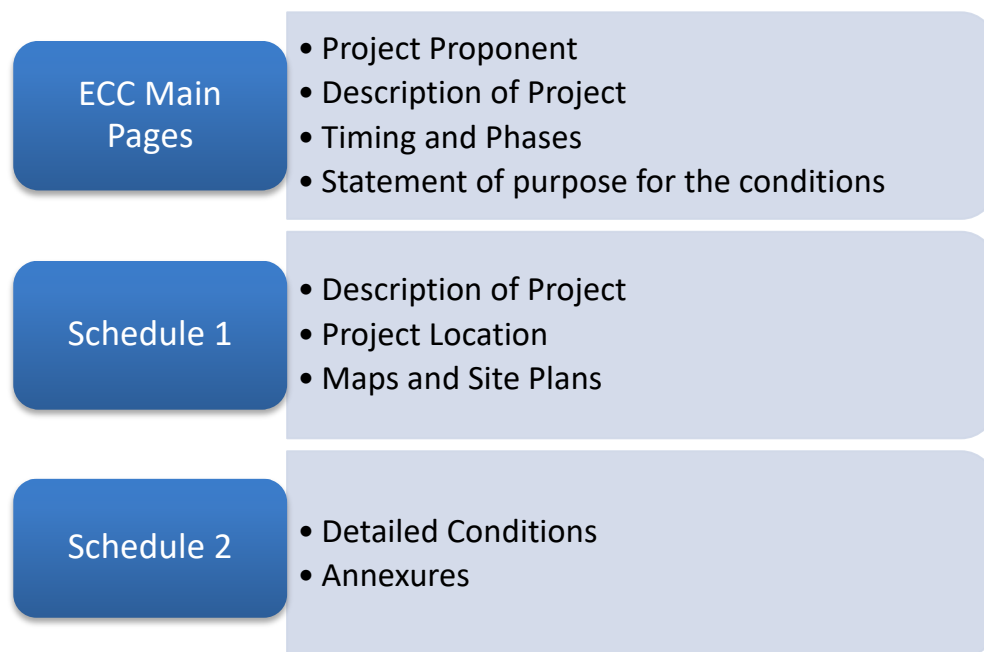 ECC Main
Pages
• Project Proponent
• Description of Project
• Timing and Phases
• Statement of purpose for the conditions
Schedule 1
• Description of Project
• Project Location
• Maps and Site Plans
Schedule 2
• Detailed Conditions
• Annexures